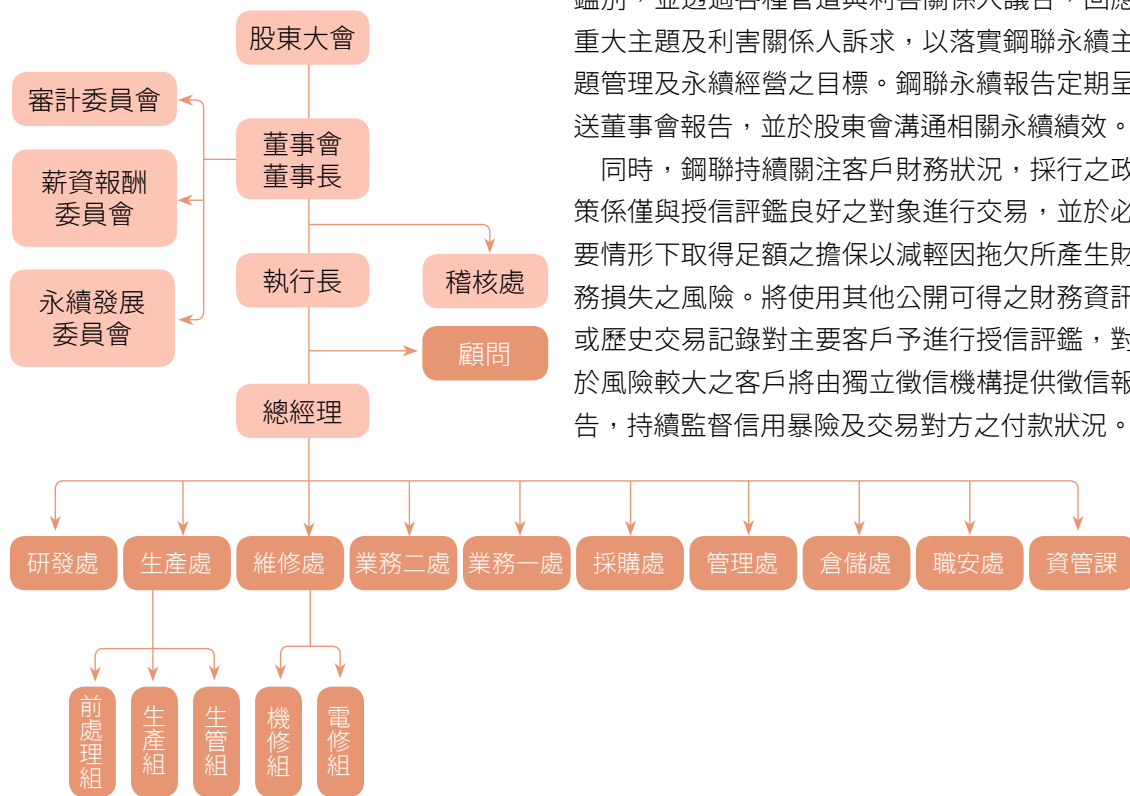 股東大會
審計委員會
董事會
董事長
薪資報酬
委員會
執行長
稽核處
永續發展
委員會
顧問
總經理
重大主題及利害關係人訴求，以落實鋼聯永續主
題管理及永續經營之目標。鋼聯永續報告定期呈
送董事會報告，並於股東會溝通相關永續績效。
同時，鋼聯持續關注客戶財務狀況，採行之政
策係僅與授信評鑑良好之對象進行交易，並於必
要情形下取得足額之擔保以減輕因拖欠所產生財
務損失之風險。將使用其他公開可得之財務資訊
或歷史交易記錄對主要客戶予進行授信評鑑，對
於風險較大之客戶將由獨立徵信機構提供徵信報
告，持續監督信用暴險及交易對方之付款狀況。
研發處
生產處
維修處
業務二處
業務一處
採購處
管理處
倉儲處
職安處
資管課
前處理組
生產組
生管組
機修組
電修組